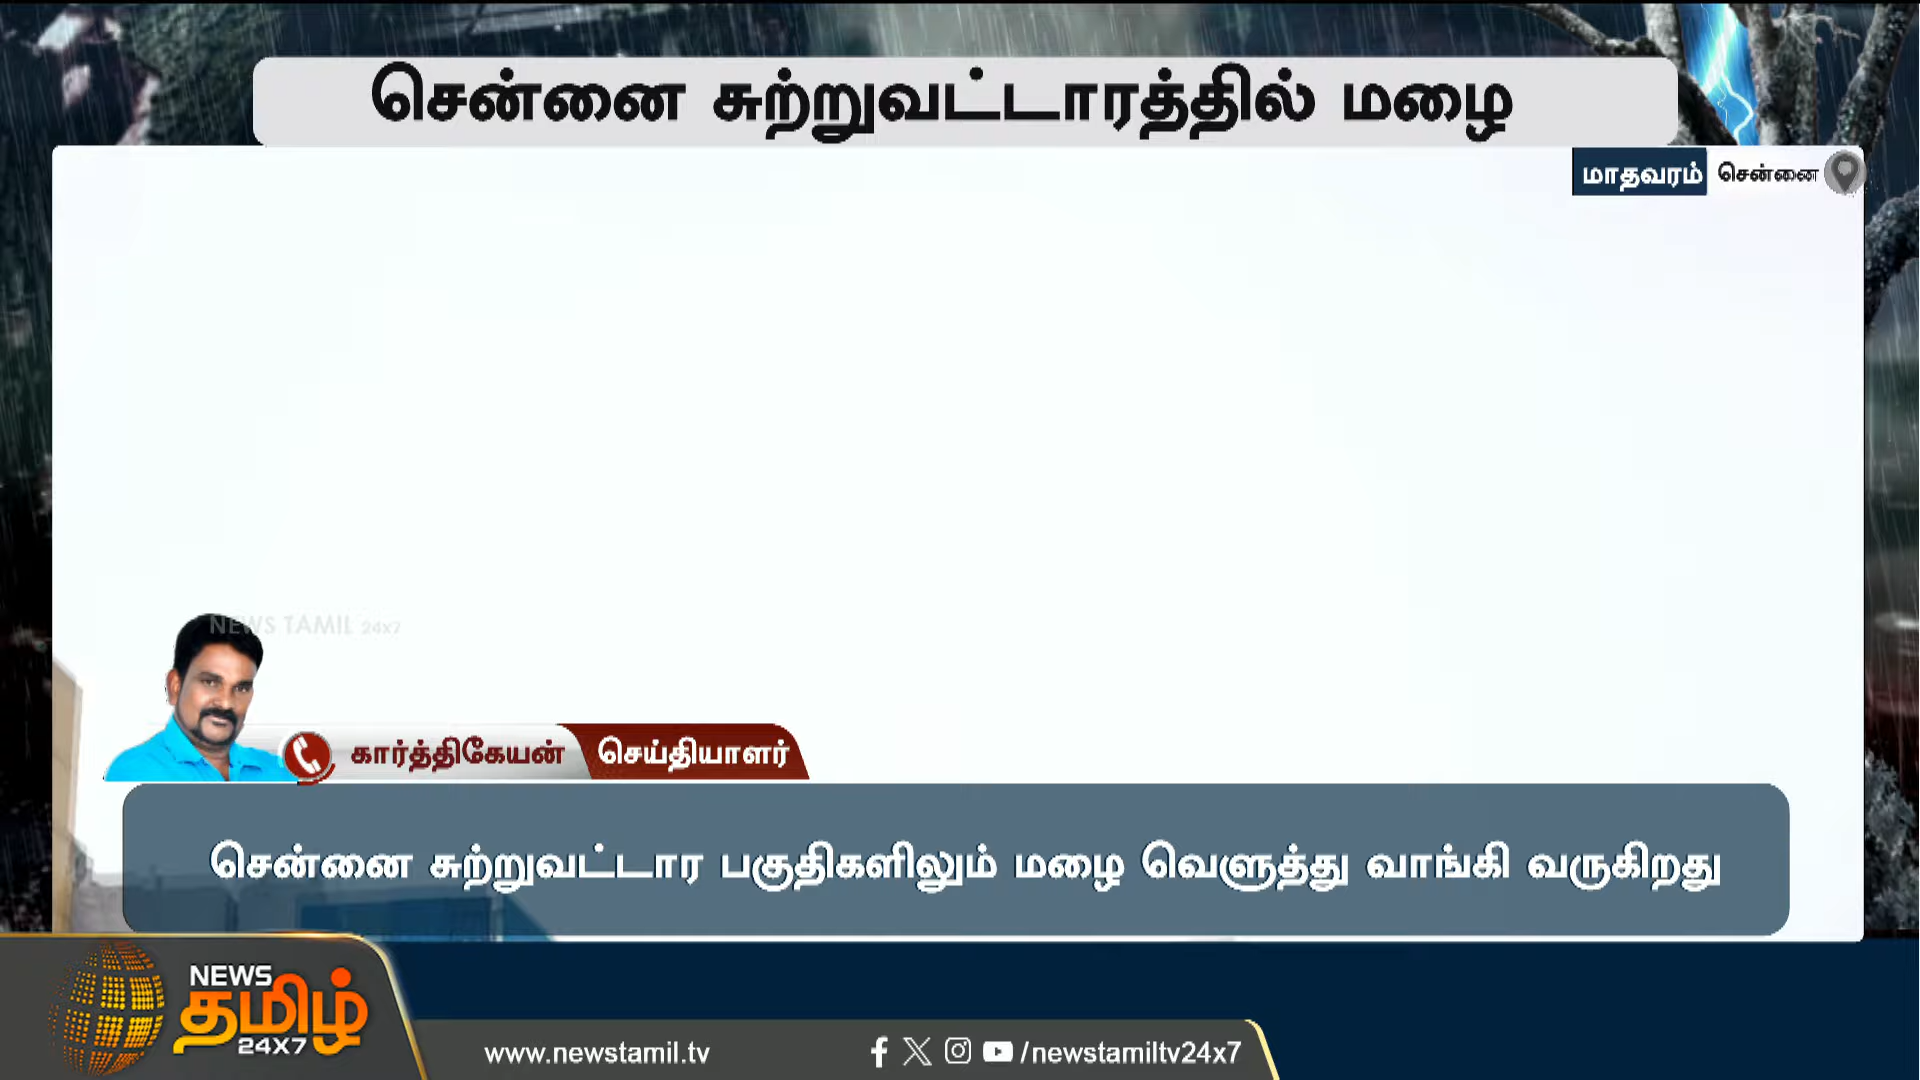 சென்னை சுற்றுவட்டாரத்தில் மழை
மாதவரம் சென்னை
NEWS TAMIL 24x7
கார்த்திகேயன் செய்தியாளர்
சென்னை சுற்றுவட்டார பகுதிகளிலும் மழை வெளுத்து வாங்கி வருகிறது
NEWS
தமிழ்
24X7
www.newstamil.tv /newstamiltv24x7